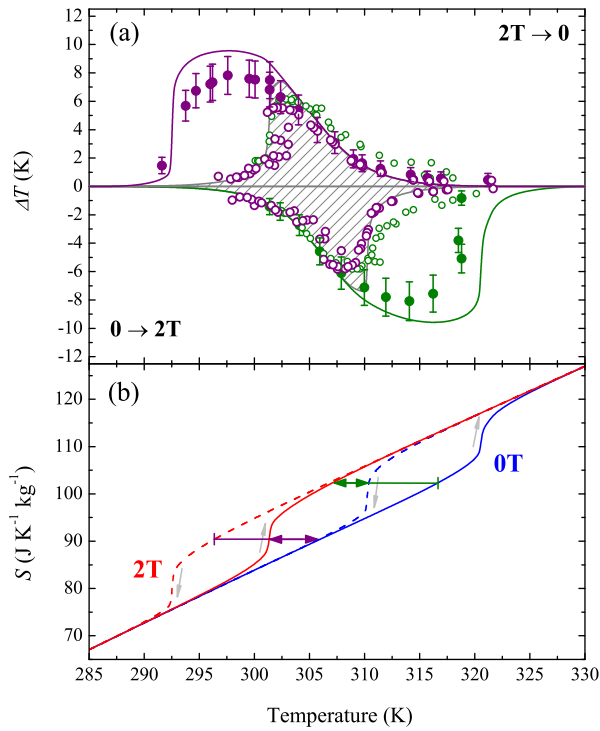 (a)
2T → 0
12
10
8
6
4
2
0
-2
-4
-6
-8
-10
-12
ΔT (K)
0 → 2T
(b)
120
110
100
90
80
70
S (J K⁻¹ kg⁻¹)
0T
2T
285 290 295 300 305 310 315 320 325 330
Temperature (K)